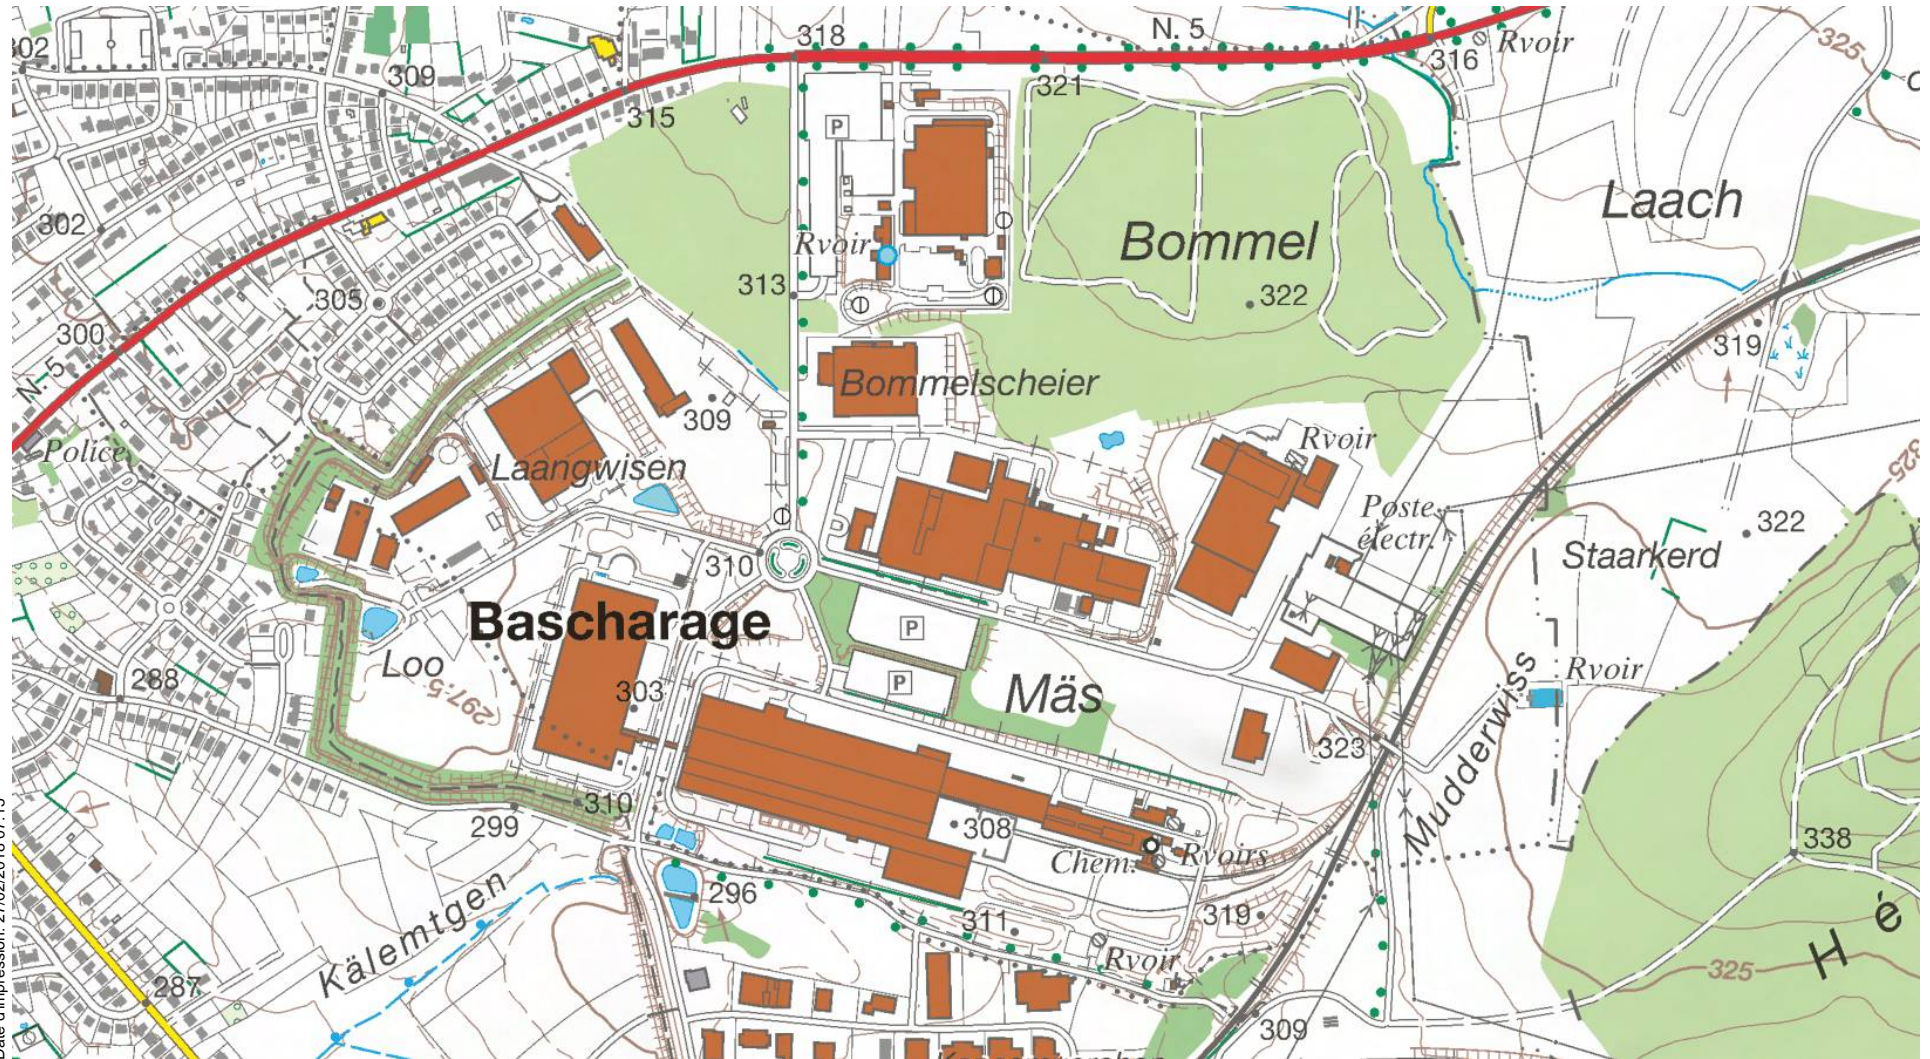 302
309
318
N. 5
316
Rvoir
325
321
315
P
302
Laach
Bommel
Rvoir
313
322
305
300
319
N. 5
Bommelscheier
309
Police
Laangwisen
Rvoir
325
Poste
électr.
322
310
Staarkerd
Bascharage
P
Loo
288
297.5
303
P
Mäs
Rvoir
323
Mudderwiss
310
299
308
Chem.
Rvoirs
338
296
Kälemtgen
311
319
H é
Rvoir
325
287
309